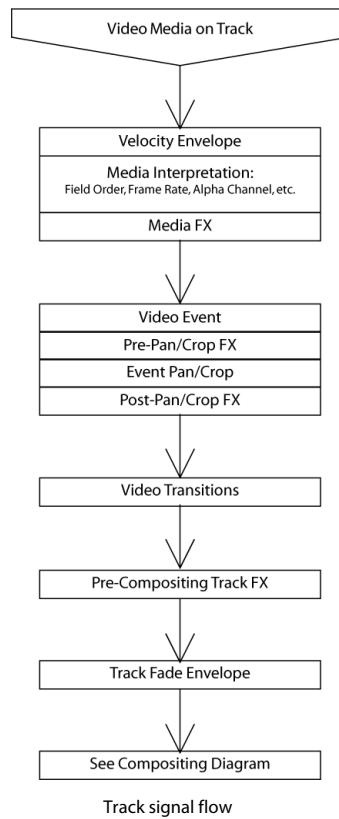 Video Media on Track
Velocity Envelope
Media Interpretation:
Field Order, Frame Rate, Alpha Channel, etc.
Media FX
Video Event
Pre-Pan/Crop FX
Event Pan/Crop
Post-Pan/Crop FX
Video Transitions
Pre-Compositing Track FX
Track Fade Envelope
See Compositing Diagram
Track signal flow